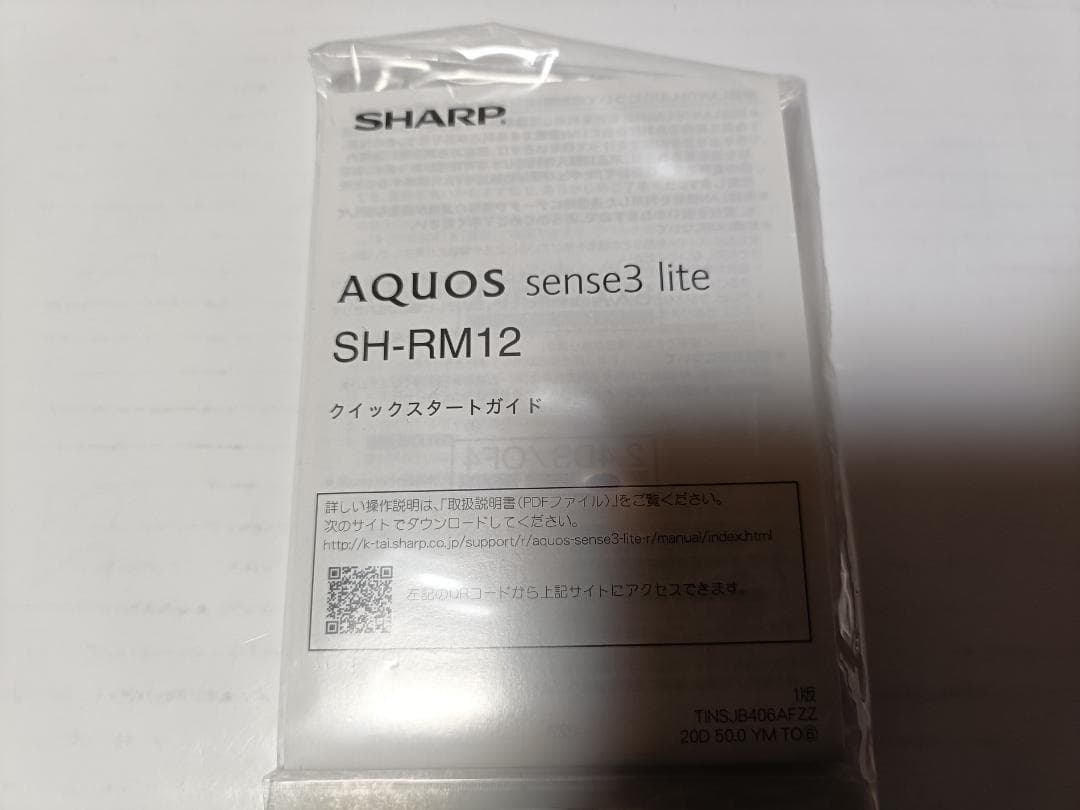 SHARP
AQUOS sense3 lite
SH-RM12
クイックスタートガイド
詳しい操作説明は、「取扱説明書(PDFファイル)」をご覧ください。
次のサイトでダウンロードしてください。
http://k-tai.sharp.co.jp/support/r/aquos-sense3-lite-r/manual/index.html
左記のQRコードから上記サイトにアクセスできます。
1版
TINSJB406AFZZ
20D 50.0 YM TO⑥